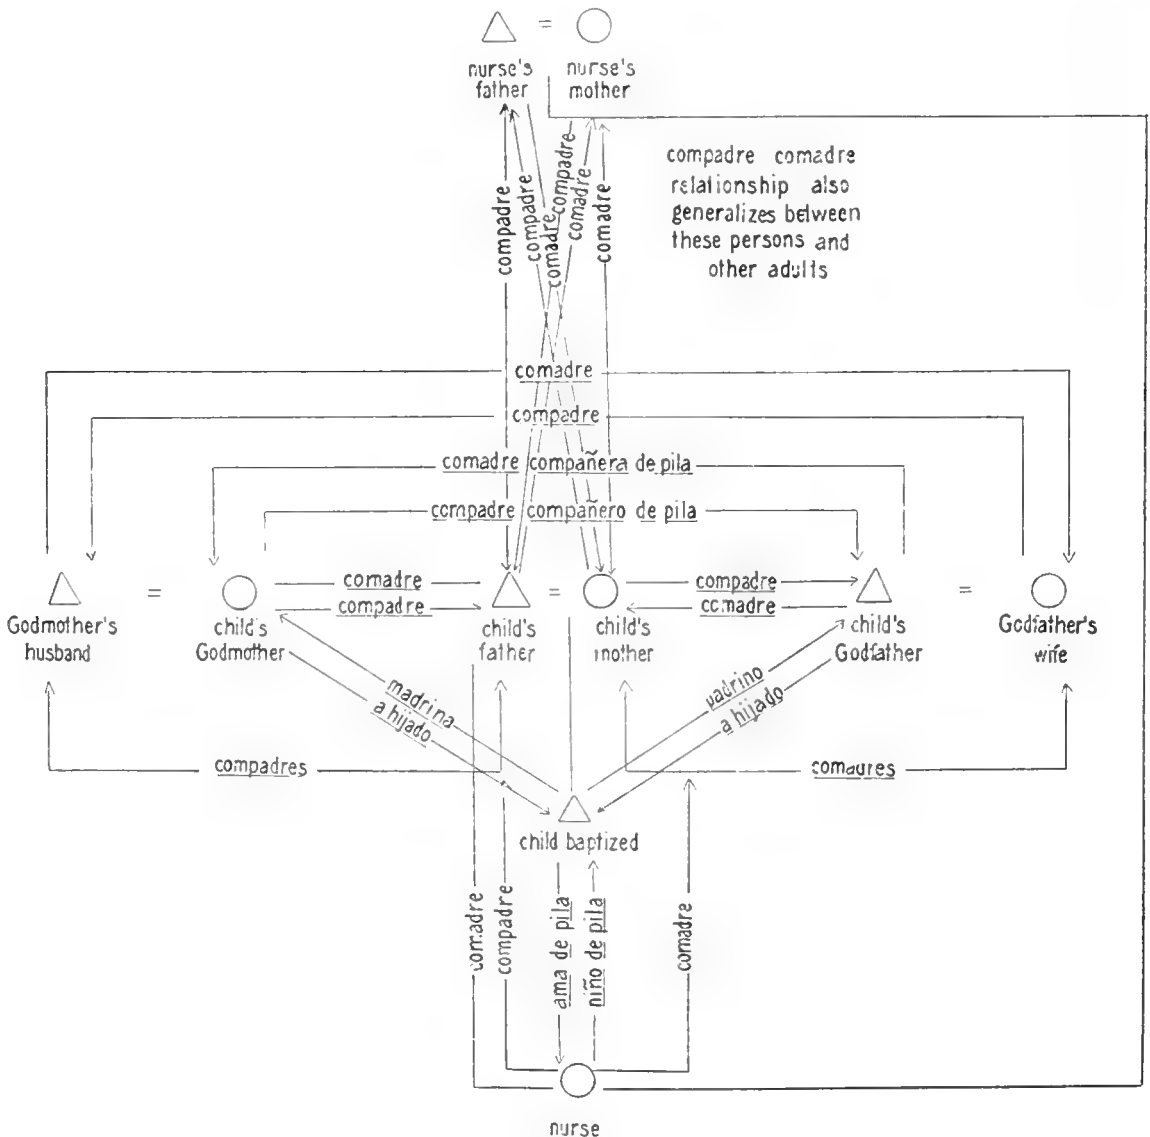 nurse's father
nurse's mother
compadre
compadre
comadre
compadre
comadre
comadre
compadre comadre
relationship also
generalizes between
these persons and
other adults
comadre
compadre
comadre compañera de pila
compadre compañero de pila
comadre
compadre
compadre
comadre
Godmother's husband
child's Godmother
child's father
child's mother
child's Godfather
Godfather's wife
madrina
a hijado
padrino
a hijado
compadres
comadres
child baptized
comadre
compadre
ama de pila
niño de pila
comadre
nurse